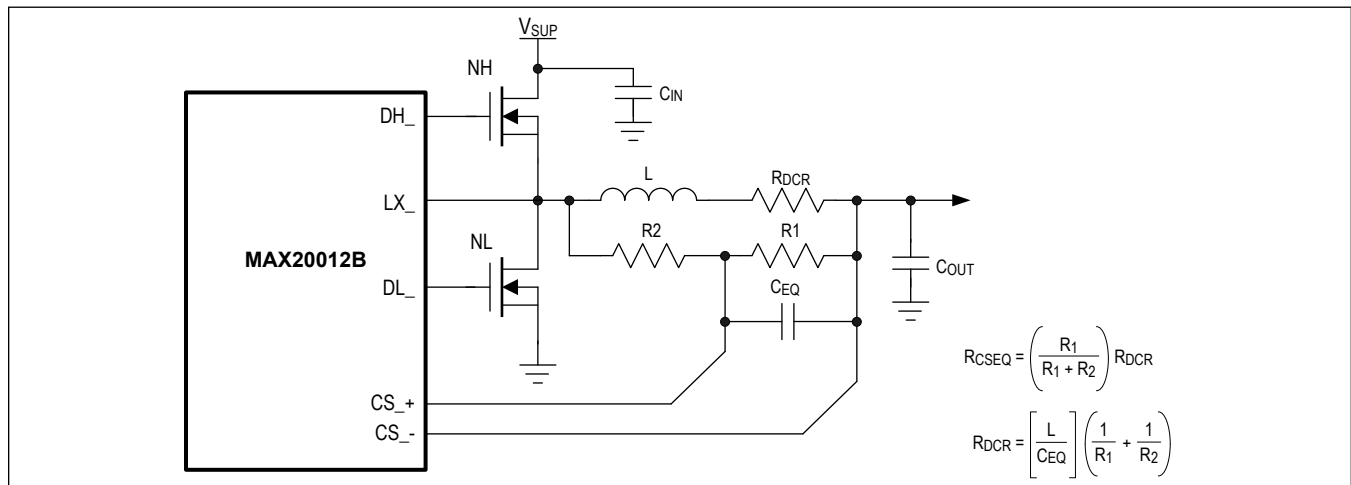 VSUP
NH
CIN
DH_
L
RDCR
LX_
R2
R1
NL
MAX20012B
COUT
DL_
CEQ
RCSEQ = (R1 / (R1 + R2)) RDCR
CS_+
CS_-
RDCR = [L / CEQ] (1 / R1 + 1 / R2)